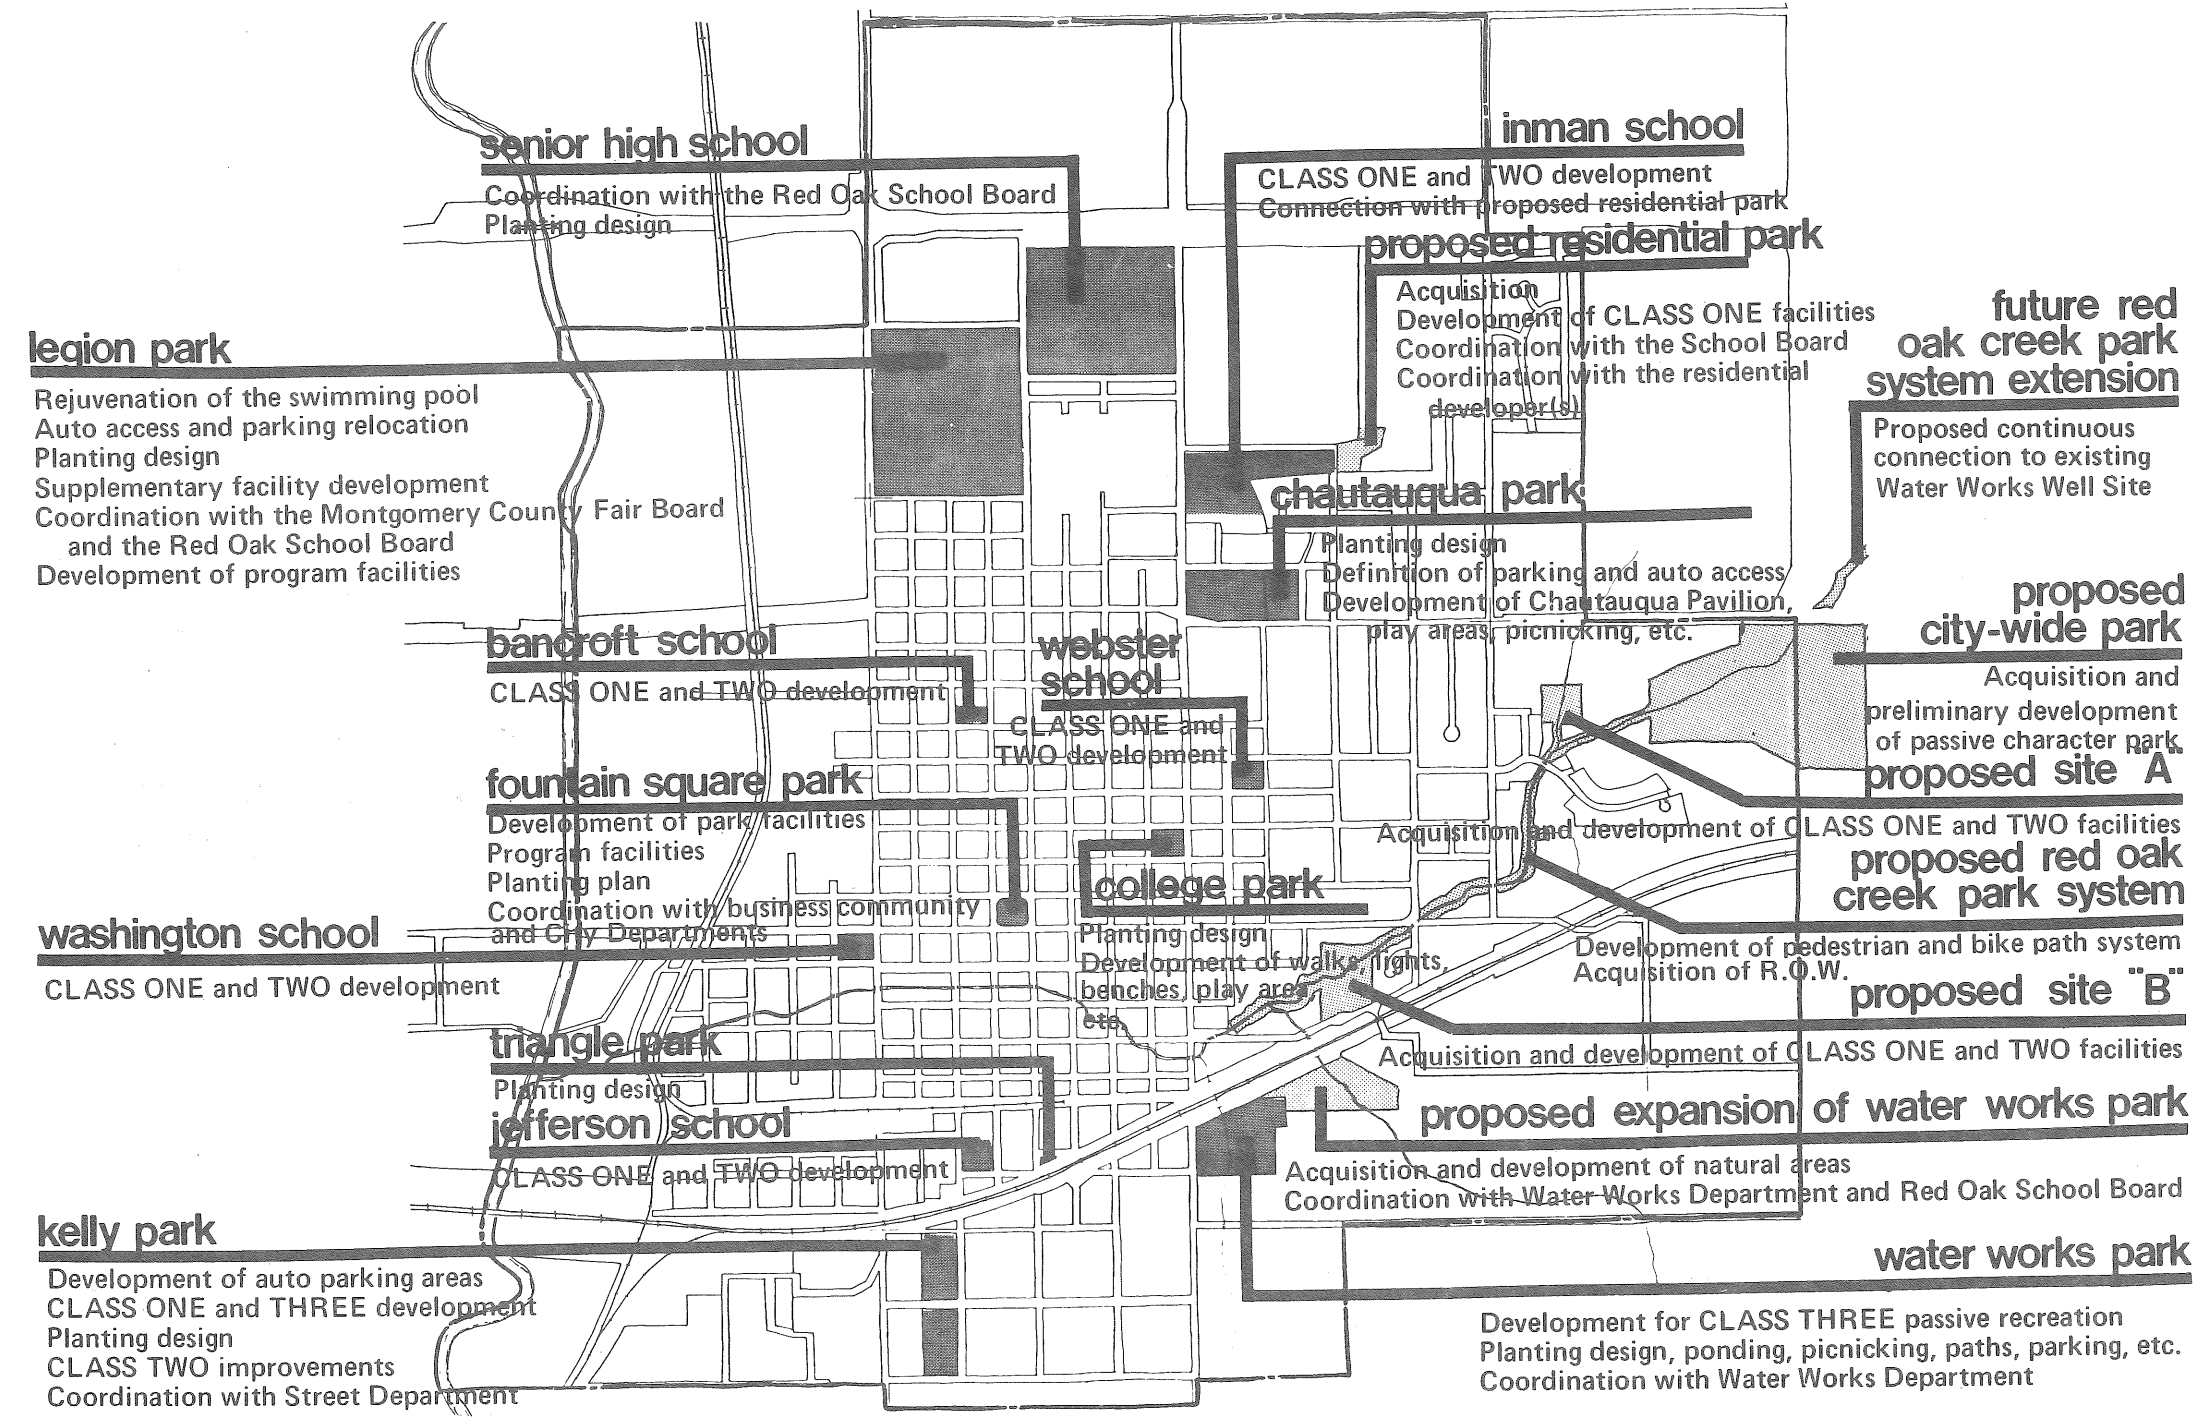 senior high school
Coordination with the Red Oak School Board
Planting design
inman school
CLASS ONE and TWO development
Connection with proposed residential park
proposed residential park
Acquisition
Development of CLASS ONE facilities
Coordination with the School Board
Coordination with the residential
developer(s)
future red
oak creek park
system extension
Proposed continuous
connection to existing
Water Works Well Site
legion park
Rejuvenation of the swimming pool
Auto access and parking relocation
Planting design
Supplementary facility development
Coordination with the Montgomery County Fair Board
and the Red Oak School Board
Development of program facilities
chautauqua park
Planting design
Definition of parking and auto access
Development of Chautauqua Pavilion,
play areas, picnicking, etc.
proposed
city-wide park
Acquisition and
preliminary development
of passive character park
bancroft school
CLASS ONE and TWO development
webster
school
CLASS ONE and
TWO development
proposed site "A"
Acquisition and development of CLASS ONE and TWO facilities
fountain square park
Development of park facilities
Program facilities
Planting plan
Coordination with business community
and City Departments
proposed red oak
creek park system
Development of pedestrian and bike path system
Acquisition of R.O.W.
college park
Planting design
Development of walks, lights,
benches, play area
etc.
washington school
CLASS ONE and TWO development
proposed site "B"
Acquisition and development of CLASS ONE and TWO facilities
triangle park
Planting design
jefferson school
CLASS ONE and TWO development
proposed expansion of water works park
Acquisition and development of natural areas
Coordination with Water Works Department and Red Oak School Board
kelly park
Development of auto parking areas
CLASS ONE and THREE development
Planting design
CLASS TWO improvements
Coordination with Street Department
water works park
Development for CLASS THREE passive recreation
Planting design, ponding, picnicking, paths, parking, etc.
Coordination with Water Works Department